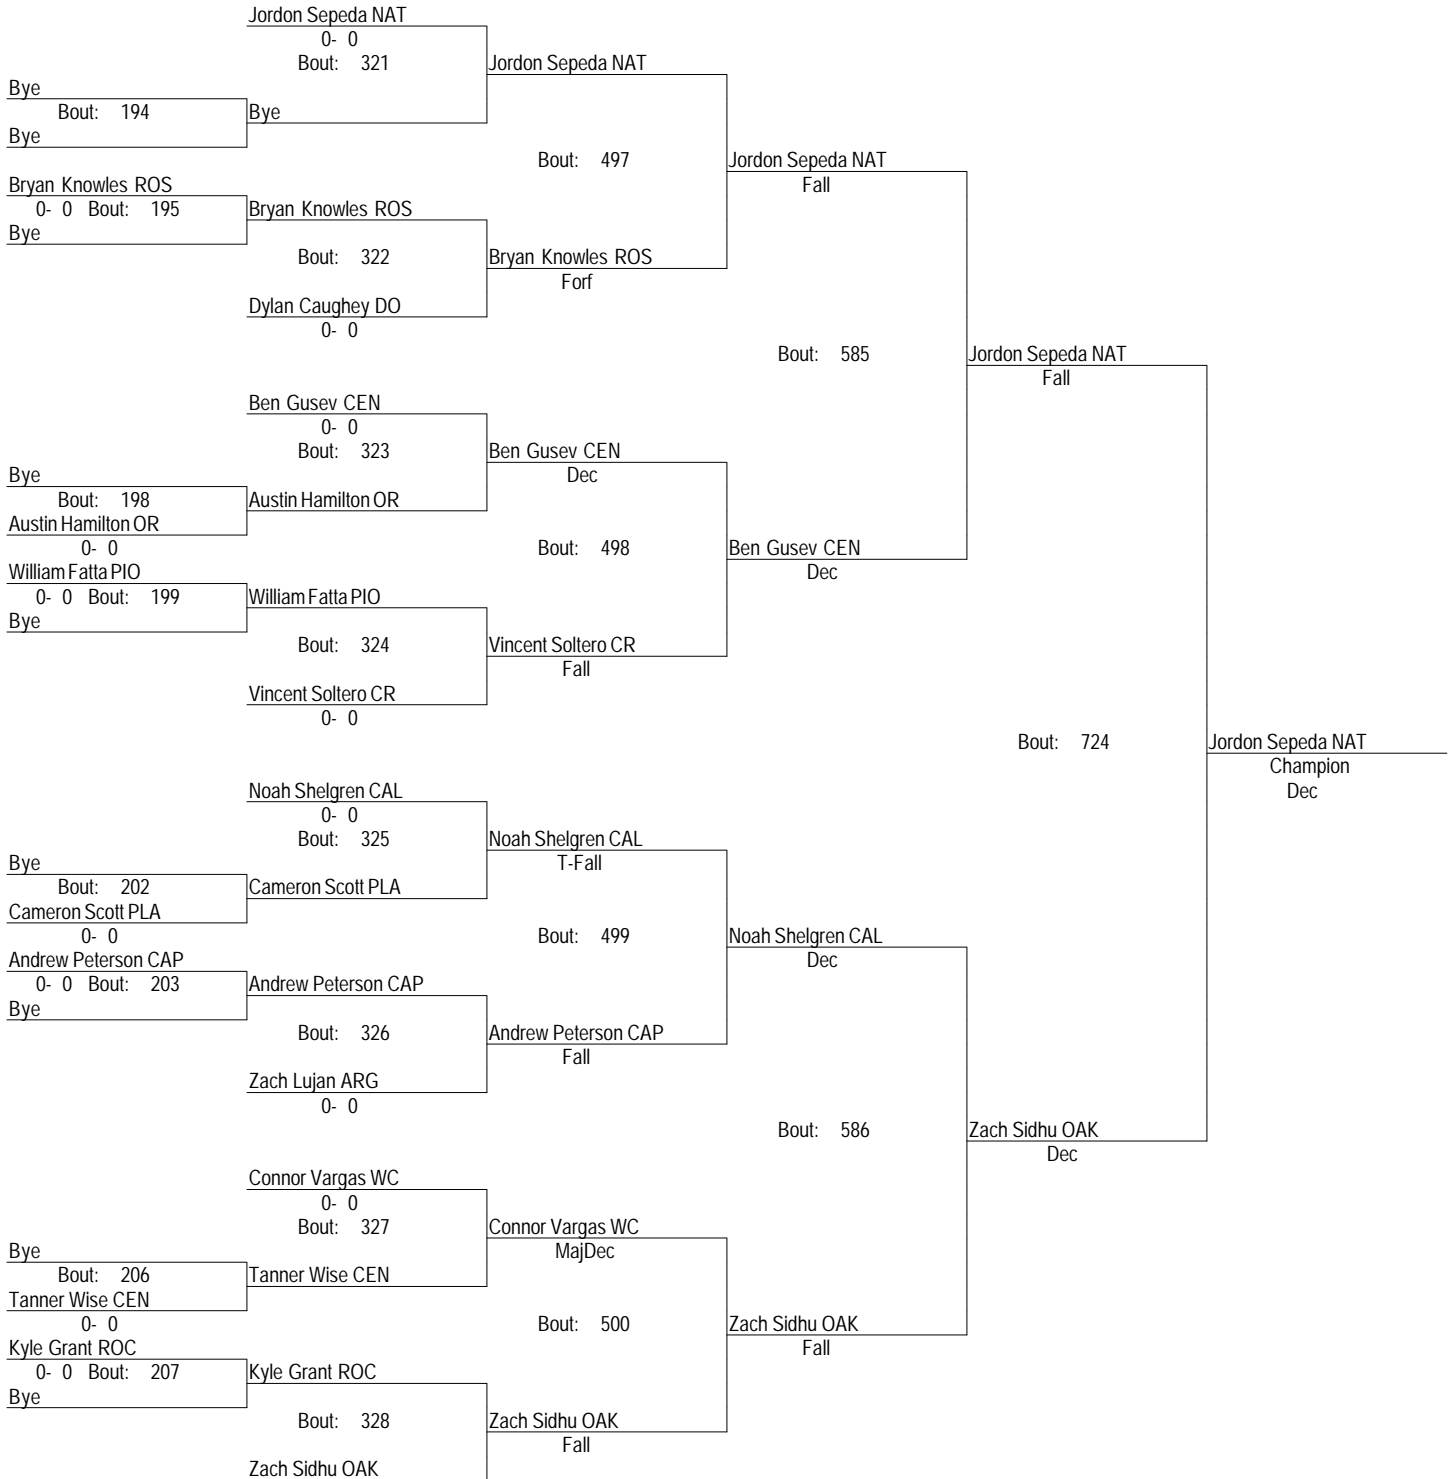 Jordon Sepeda NAT
0- 0
Bout: 321
Jordon Sepeda NAT
Bye
Bout: 194
Bye
Bye
Bout: 497
Jordon Sepeda NAT
Fall
Bryan Knowles ROS
0- 0 Bout: 195
Bryan Knowles ROS
Bye
Bout: 322
Bryan Knowles ROS
Forf
Dylan Caughey DO
0- 0
Bout: 585
Jordon Sepeda NAT
Fall
Ben Gusev CEN
0- 0
Bout: 323
Ben Gusev CEN
Dec
Bye
Bout: 198
Austin Hamilton OR
Austin Hamilton OR
0- 0
Bout: 498
Ben Gusev CEN
Dec
William Fatta PIO
0- 0 Bout: 199
William Fatta PIO
Bye
Bout: 324
Vincent Soltero CR
Fall
Vincent Soltero CR
0- 0
Bout: 724
Jordon Sepeda NAT
Champion
Dec
Noah Shelgren CAL
0- 0
Bout: 325
Noah Shelgren CAL
T-Fall
Bye
Bout: 202
Cameron Scott PLA
Cameron Scott PLA
0- 0
Bout: 499
Noah Shelgren CAL
Dec
Andrew Peterson CAP
0- 0 Bout: 203
Andrew Peterson CAP
Bye
Bout: 326
Andrew Peterson CAP
Fall
Zach Lujan ARG
0- 0
Bout: 586
Zach Sidhu OAK
Dec
Connor Vargas WC
0- 0
Bout: 327
Connor Vargas WC
MajDec
Bye
Bout: 206
Tanner Wise CEN
Tanner Wise CEN
0- 0
Bout: 500
Zach Sidhu OAK
Fall
Kyle Grant ROC
0- 0 Bout: 207
Kyle Grant ROC
Bye
Bout: 328
Zach Sidhu OAK
Fall
Zach Sidhu OAK